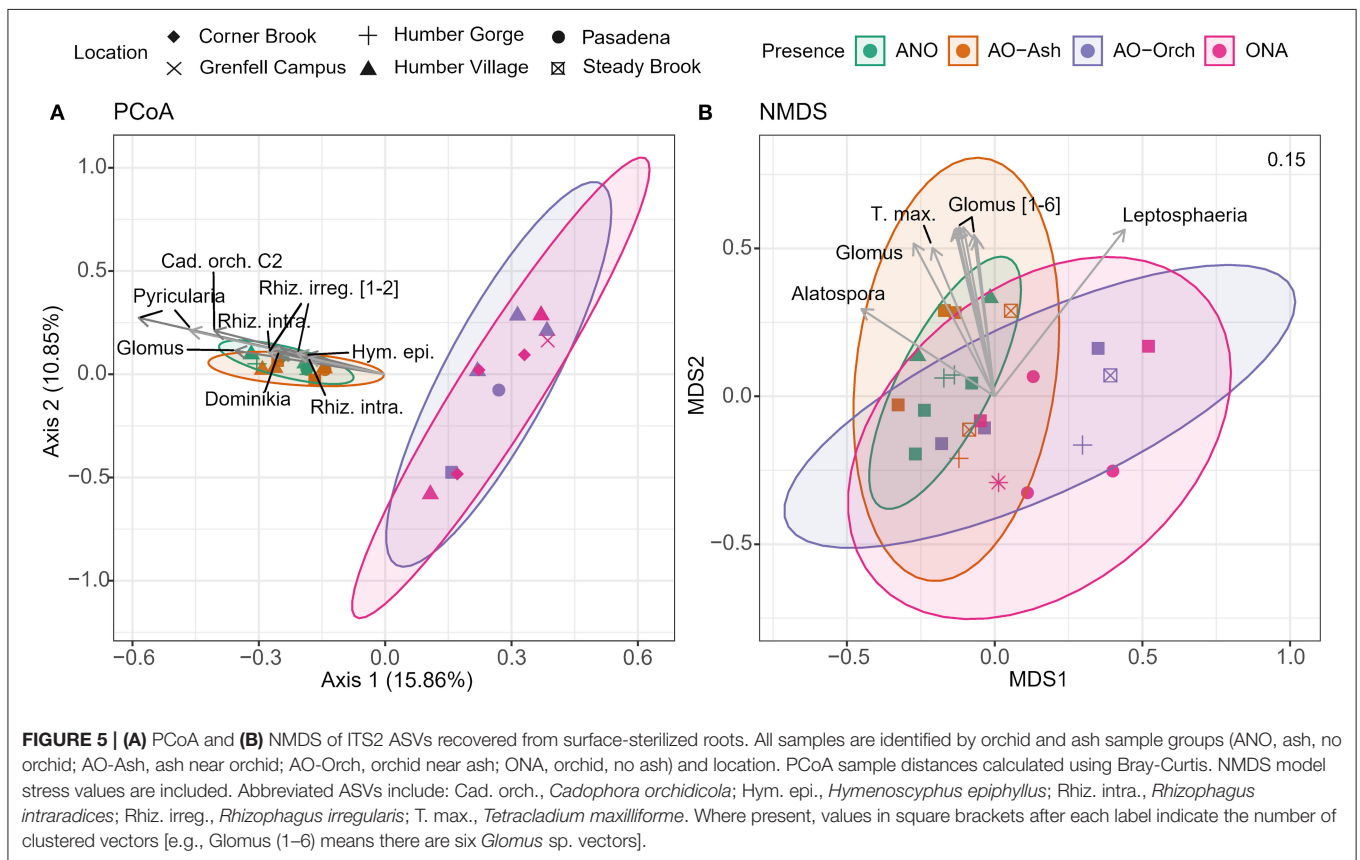 Location
Corner Brook
Humber Gorge
Pasadena
Grenfell Campus
Humber Village
Steady Brook
Presence
ANO
AO−Ash
AO−Orch
ONA
A
PCoA
1.0
0.5
0.0
−0.5
−1.0
Axis 2 (10.85%)
Cad. orch. C2
Pyricularia
Rhiz. irreg. [1-2]
Rhiz. intra.
Glomus
Hym. epi.
Dominikia
Rhiz. intra.
−0.6
−0.3
0.0
0.3
0.6
Axis 1 (15.86%)
B
NMDS
0.15
0.5
0.0
−0.5
MDS2
T. max.
Glomus [1-6]
Leptosphaeria
Glomus
Alatospora
−0.5
0.0
0.5
1.0
MDS1
FIGURE 5 | (A) PCoA and (B) NMDS of ITS2 ASVs recovered from surface-sterilized roots. All samples are identified by orchid and ash sample groups (ANO, ash, no
orchid; AO-Ash, ash near orchid; AO-Orch, orchid near ash; ONA, orchid, no ash) and location. PCoA sample distances calculated using Bray-Curtis. NMDS model
stress values are included. Abbreviated ASVs include: Cad. orch., Cadophora orchidicola; Hym. epi., Hymenoscyphus epiphyllus; Rhiz. intra., Rhizophagus
intraradices; Rhiz. irreg., Rhizophagus irregularis; T. max., Tetracladium maxilliforme. Where present, values in square brackets after each label indicate the number of
clustered vectors [e.g., Glomus (1–6) means there are six Glomus sp. vectors].